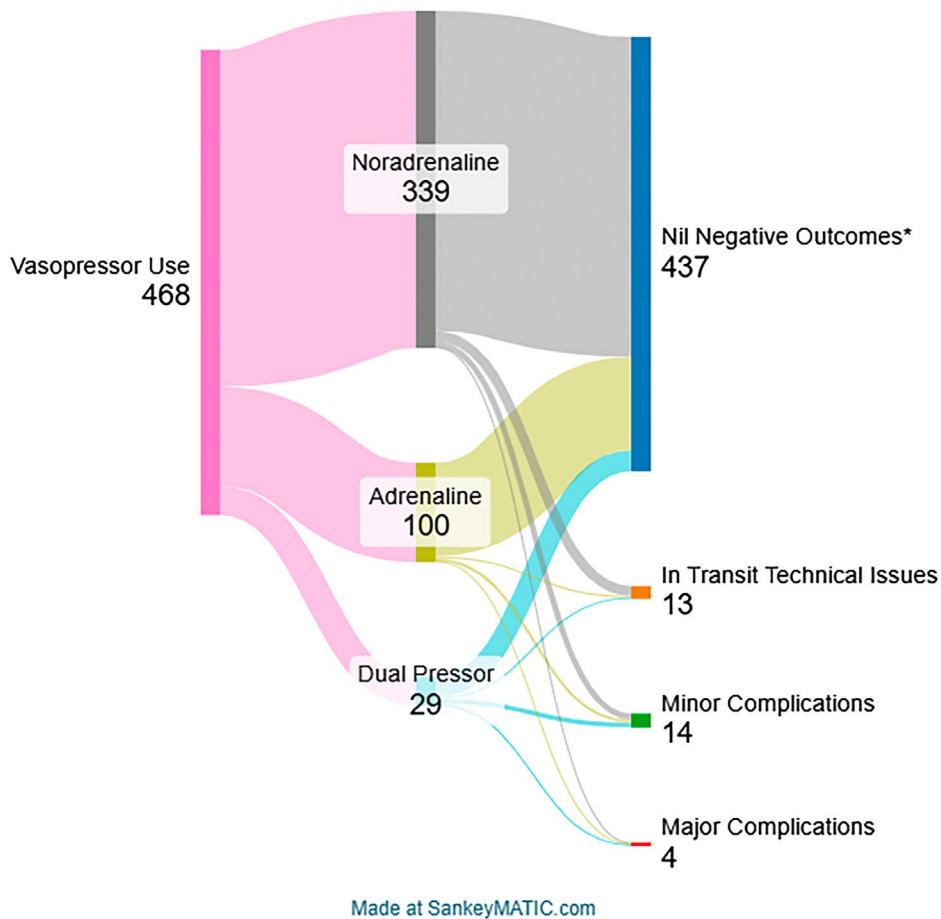 Noradrenaline
339
Nil Negative Outcomes*
437
Vasopressor Use
468
Adrenaline
100
In Transit Technical Issues
13
Dual Pressor
29
Minor Complications
14
Major Complications
4
Made at SankeyMATIC.com